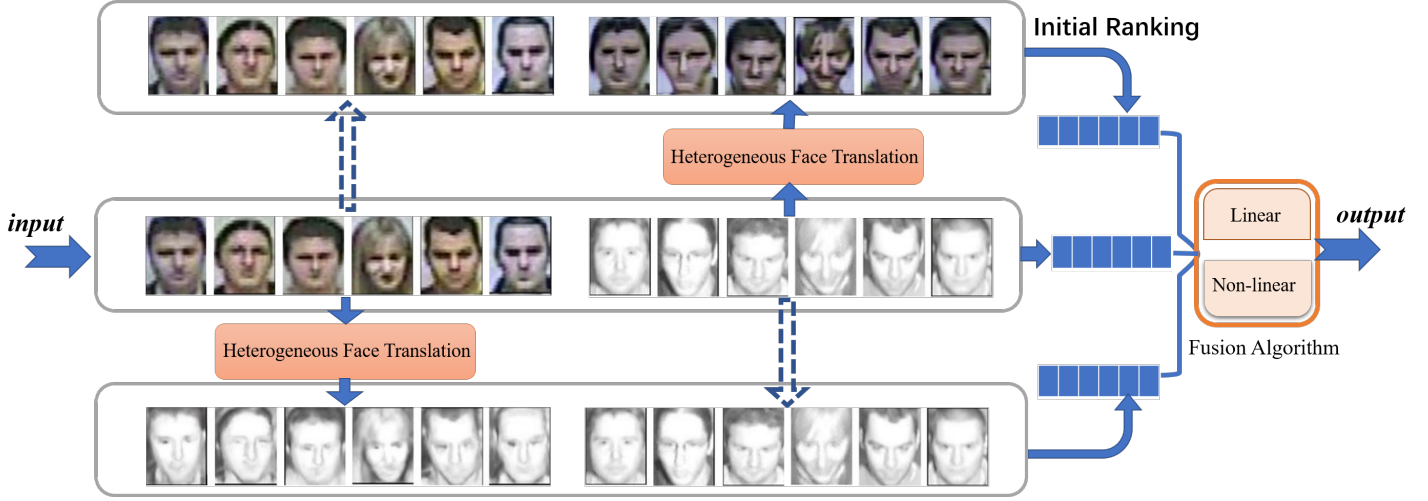 Initial Ranking
Heterogeneous Face Translation
input
Linear
output
Non-linear
Fusion Algorithm
Heterogeneous Face Translation